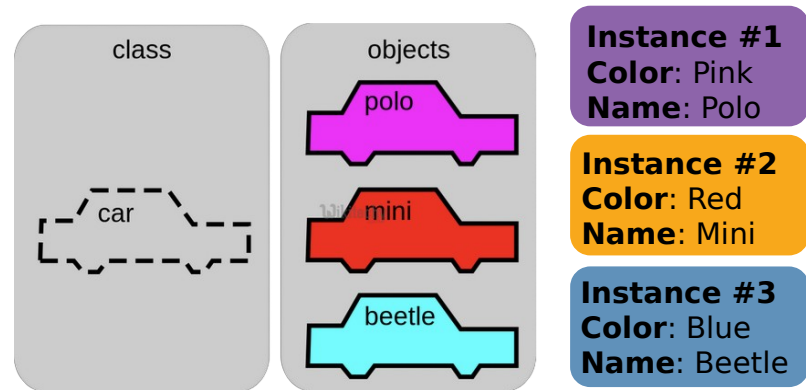 class
car
objects
polo
mini
beetle
Instance #1
Color: Pink
Name: Polo
Instance #2
Color: Red
Name: Mini
Instance #3
Color: Blue
Name: Beetle